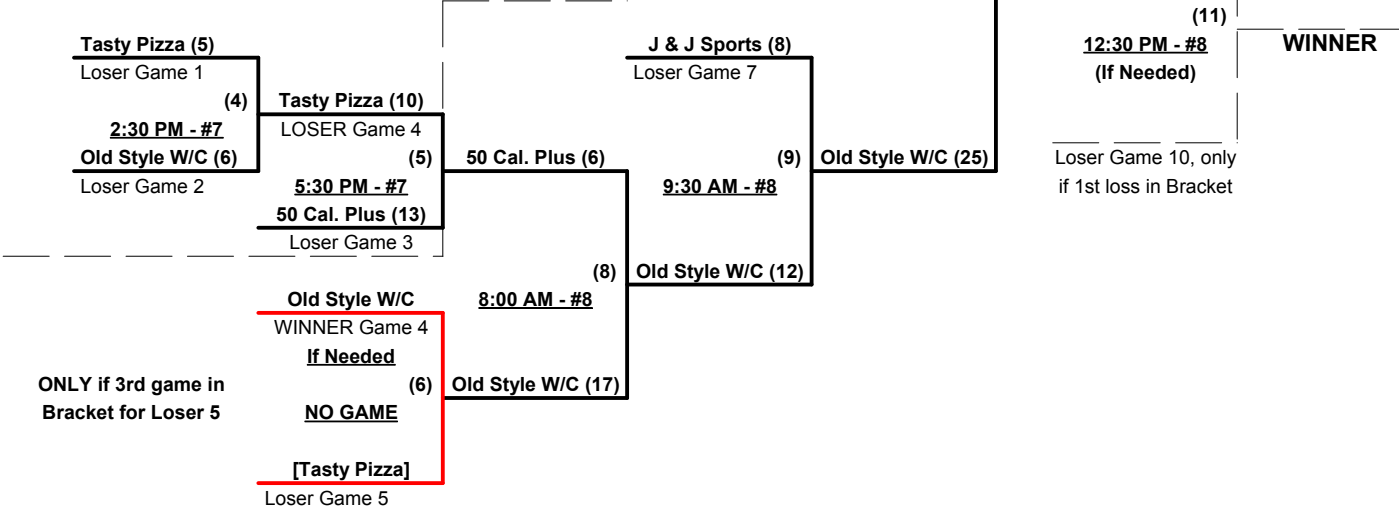 (11)
Tasty Pizza (5)
J & J Sports (8)
12:30 PM - #8
WINNER
Loser Game 1
Loser Game 7
(If Needed)
(4)
Tasty Pizza (10)
2:30 PM - #7
LOSER Game 4
Old Style W/C (6)
(5)
50 Cal. Plus (6)
(9)
Old Style W/C (25)
Loser Game 10, only
Loser Game 2
5:30 PM - #7
9:30 AM - #8
if 1st loss in Bracket
50 Cal. Plus (13)
Loser Game 3
(8)
Old Style W/C (12)
Old Style W/C
8:00 AM - #8
WINNER Game 4
If Needed
ONLY if 3rd game in
(6)
Old Style W/C (17)
Bracket for Loser 5
NO GAME
[Tasty Pizza]
Loser Game 5